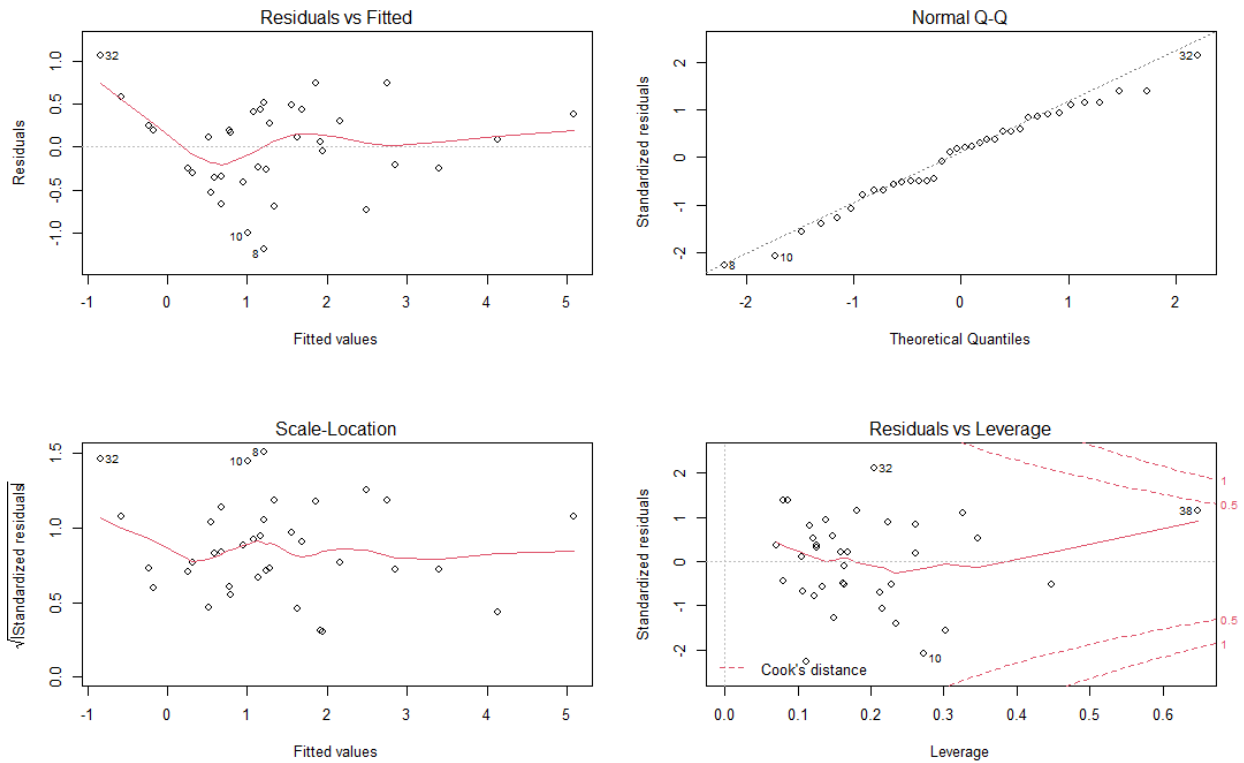 Residuals vs Fitted
Residuals
1.0
0.5
0.0
-0.5
-1.0
32
10
8
-1 0 1 2 3 4 5
Fitted values
Normal Q-Q
Standardized residuals
2
1
0
-1
-2
32
8
10
-2 -1 0 1 2
Theoretical Quantiles
Scale-Location
√|Standardized residuals|
1.5
1.0
0.5
0.0
32
10
8
-1 0 1 2 3 4 5
Fitted values
Residuals vs Leverage
Standardized residuals
2
1
0
-1
-2
32
38
10
1
0.5
0.5
1
Cook's distance
0.0 0.1 0.2 0.3 0.4 0.5 0.6
Leverage